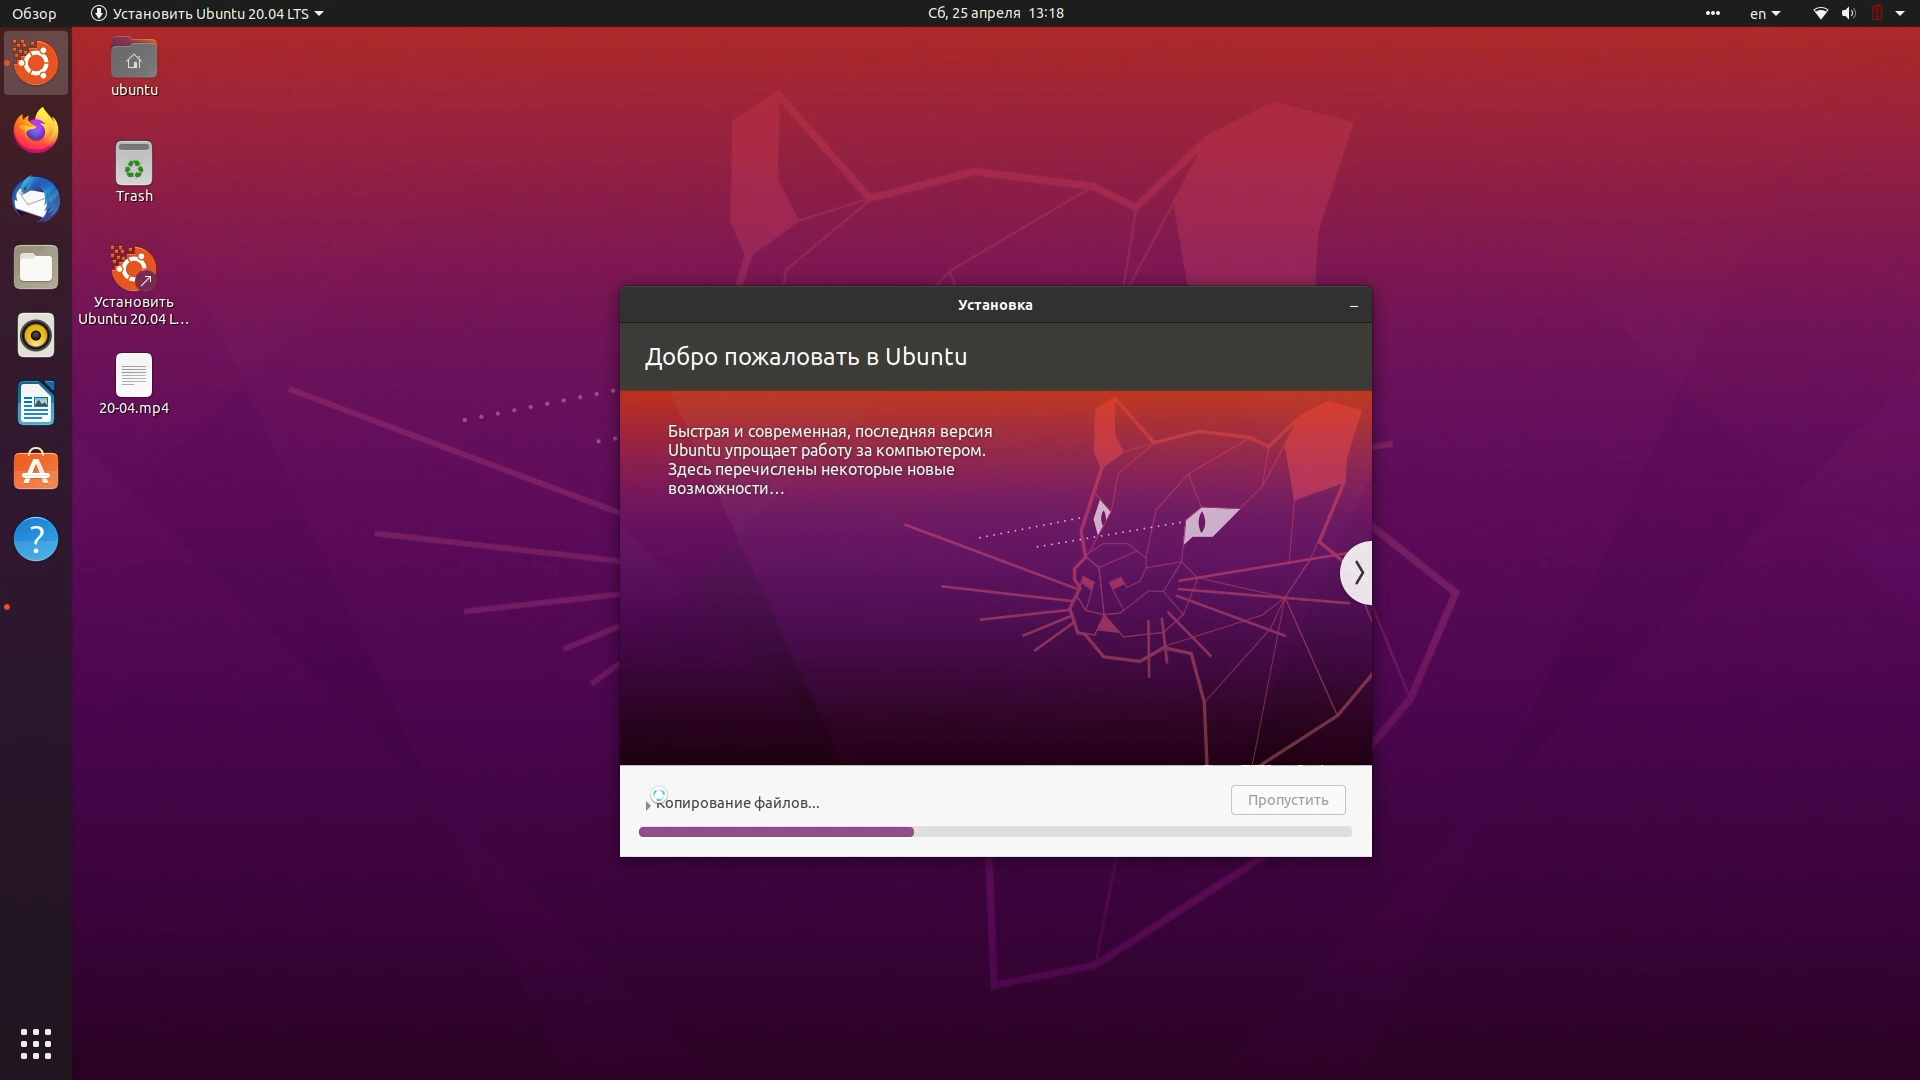 Обзор
Установить Ubuntu 20.04 LTS
Сб, 25 апреля 13:18
en
ubuntu
Trash
Установить
Ubuntu 20.04 L...
20-04.mp4
Установка
Добро пожаловать в Ubuntu
Быстрая и современная, последняя версия
Ubuntu упрощает работу за компьютером.
Здесь перечислены некоторые новые
возможности...
Копирование файлов...
Пропустить